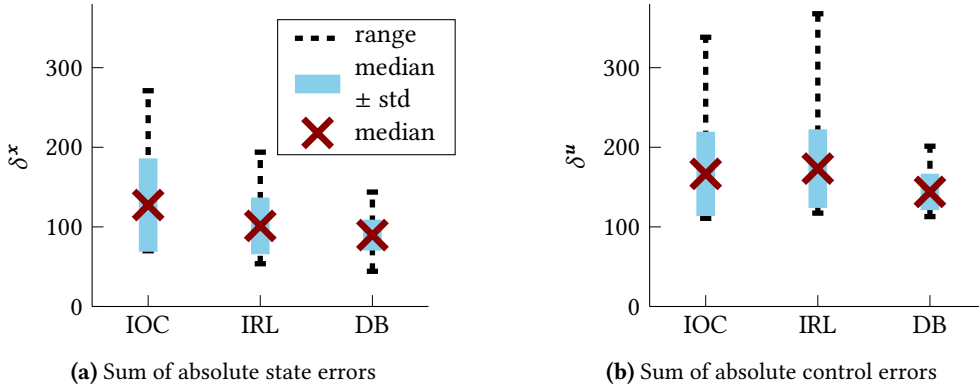 range
median
± std
median
300
200
100
0
δˣ
IOC
IRL
DB
(a) Sum of absolute state errors
300
200
100
0
δᵘ
IOC
IRL
DB
(b) Sum of absolute control errors